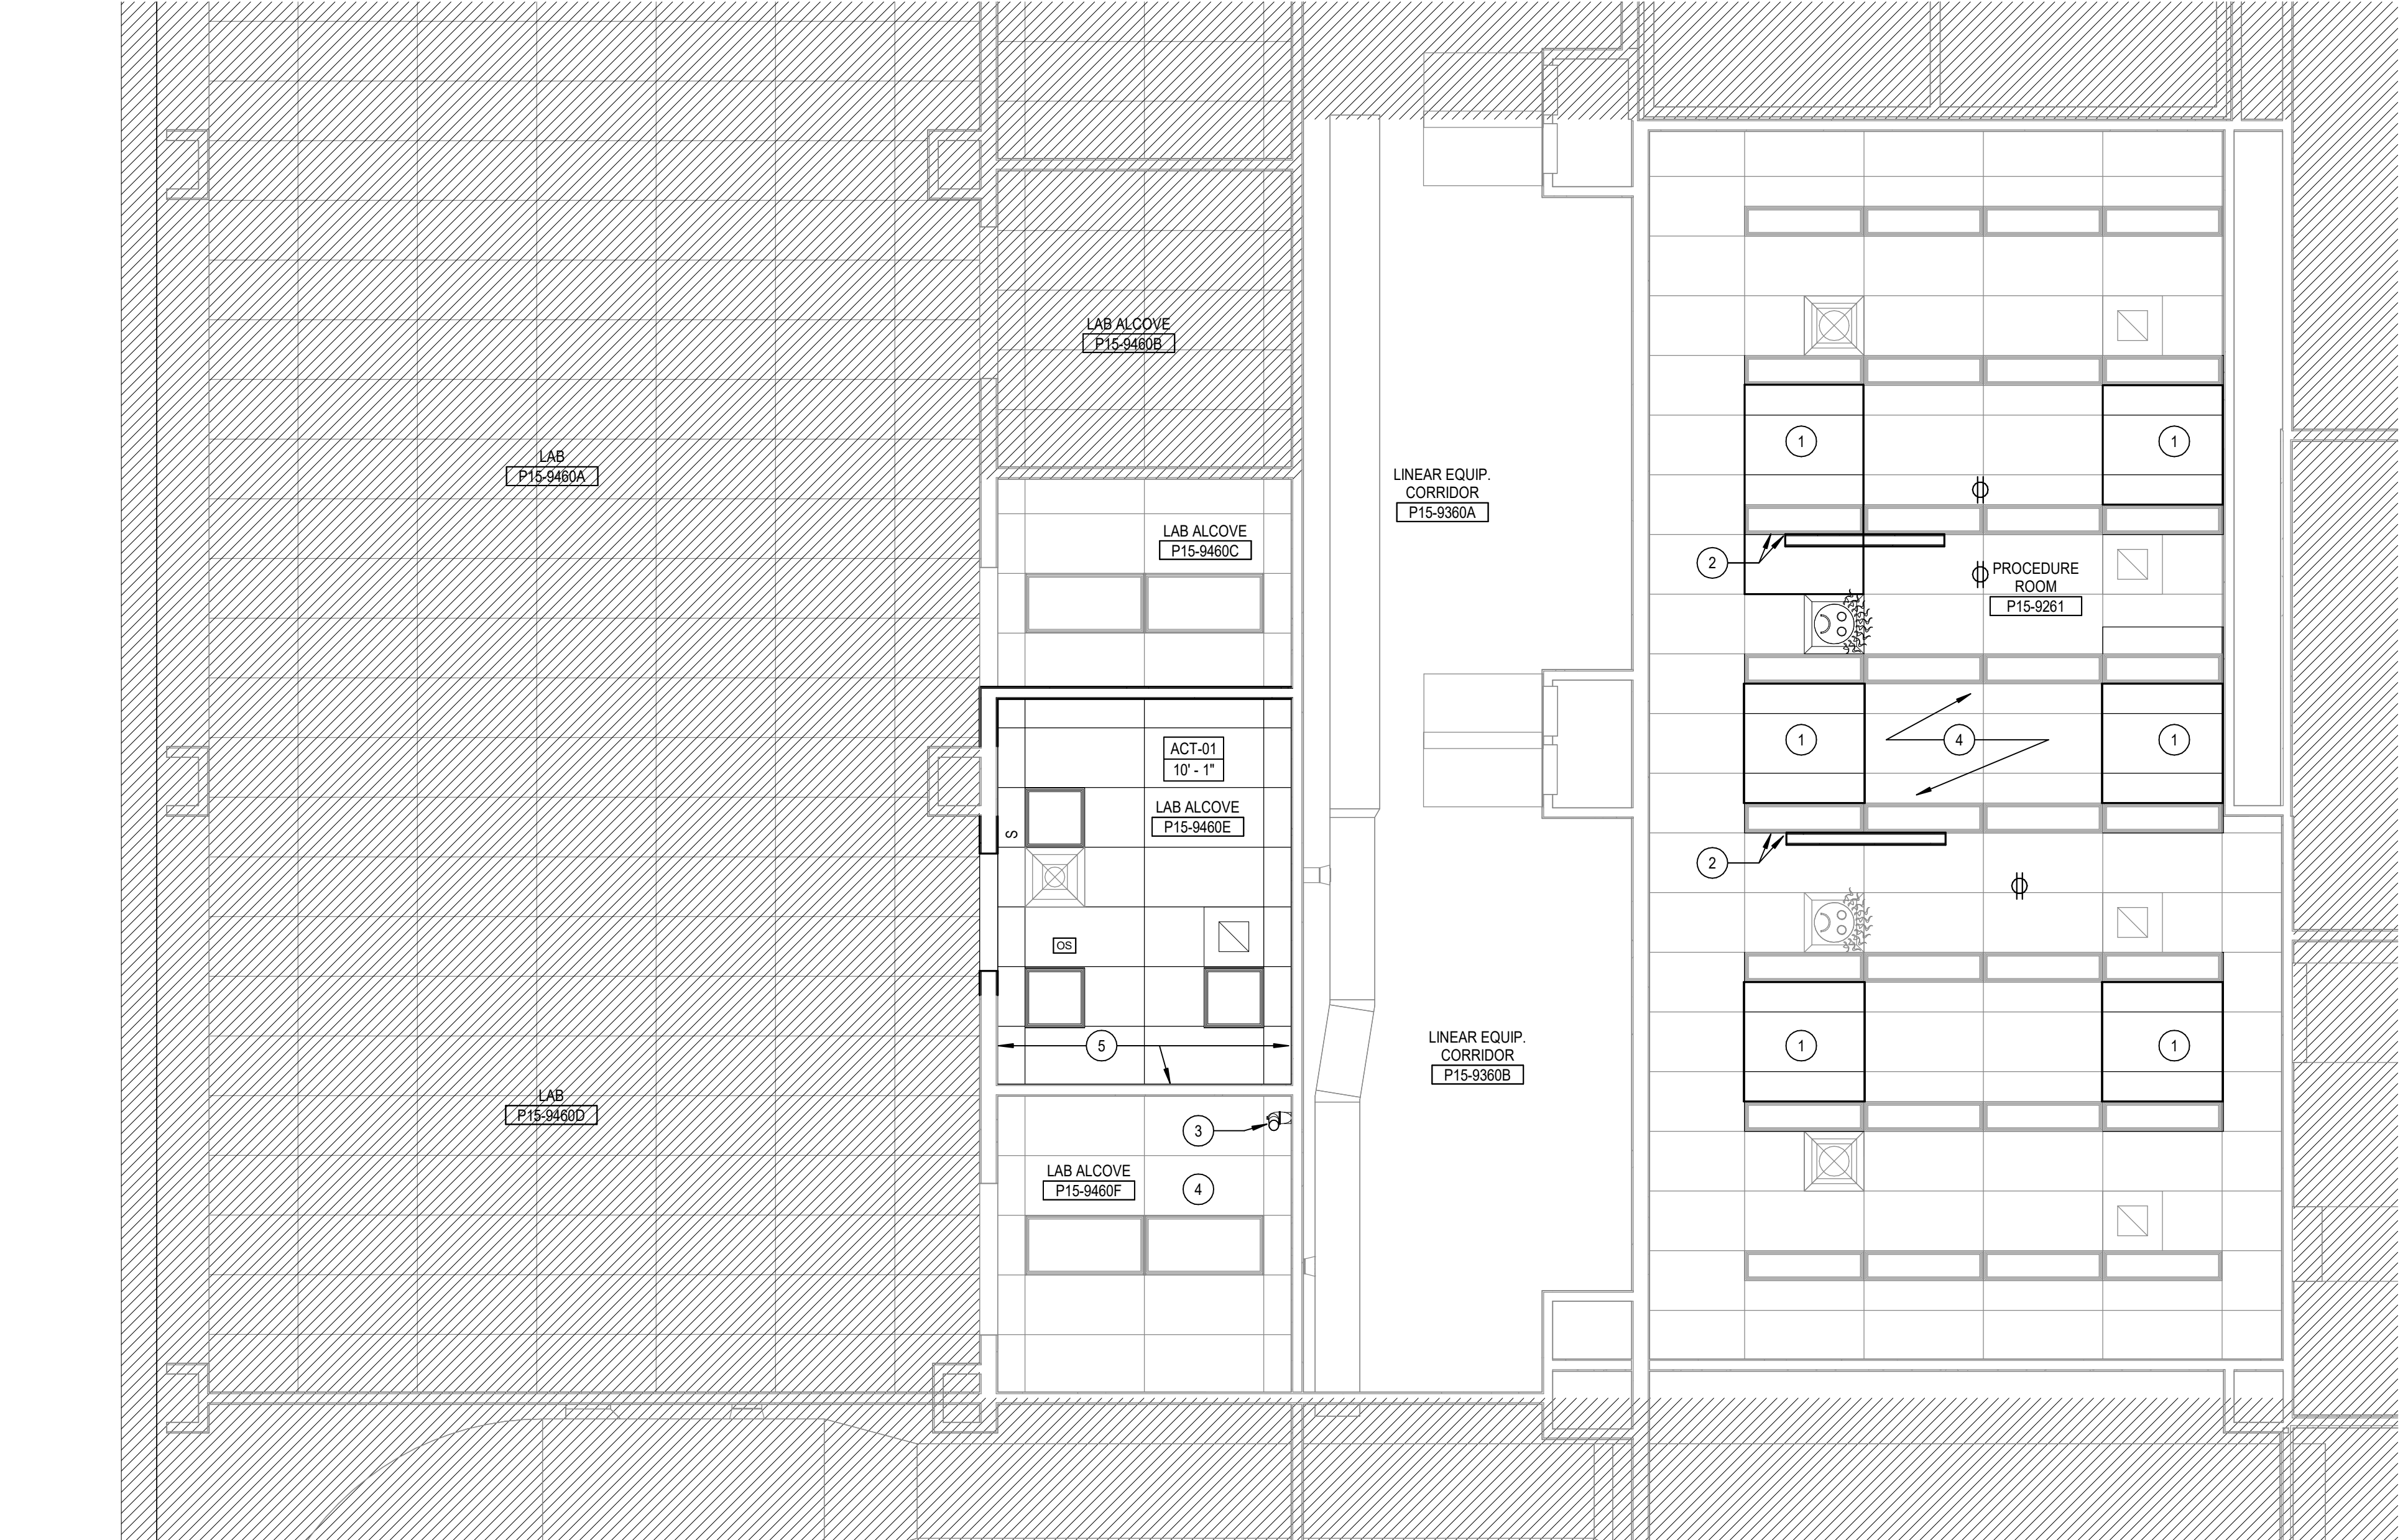 LAB ALCOVE
P15-9460B
LAB
P15-9460A
LINEAR EQUIP.
CORRIDOR
P15-9360A
1
1
LAB ALCOVE
P15-9460C
2
PROCEDURE
ROOM
P15-9261
ACT-01
10' - 1"
1
4
1
LAB ALCOVE
P15-9460E
S
2
OS
5
LINEAR EQUIP.
CORRIDOR
P15-9360B
1
1
LAB
P15-9460D
3
LAB ALCOVE
P15-9460F
4